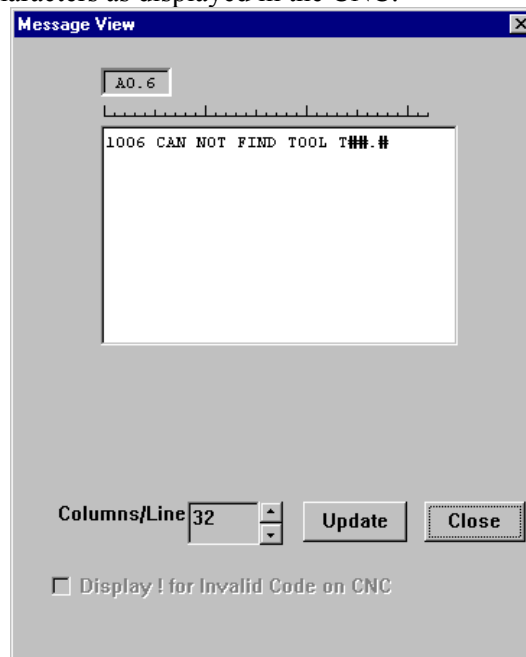 aracters as displayed in the CNC.
Message View
A0.6
1006 CAN NOT FIND TOOL T##.#
Columns/Line 32
Update
Close
Display ! for Invalid Code on CNC